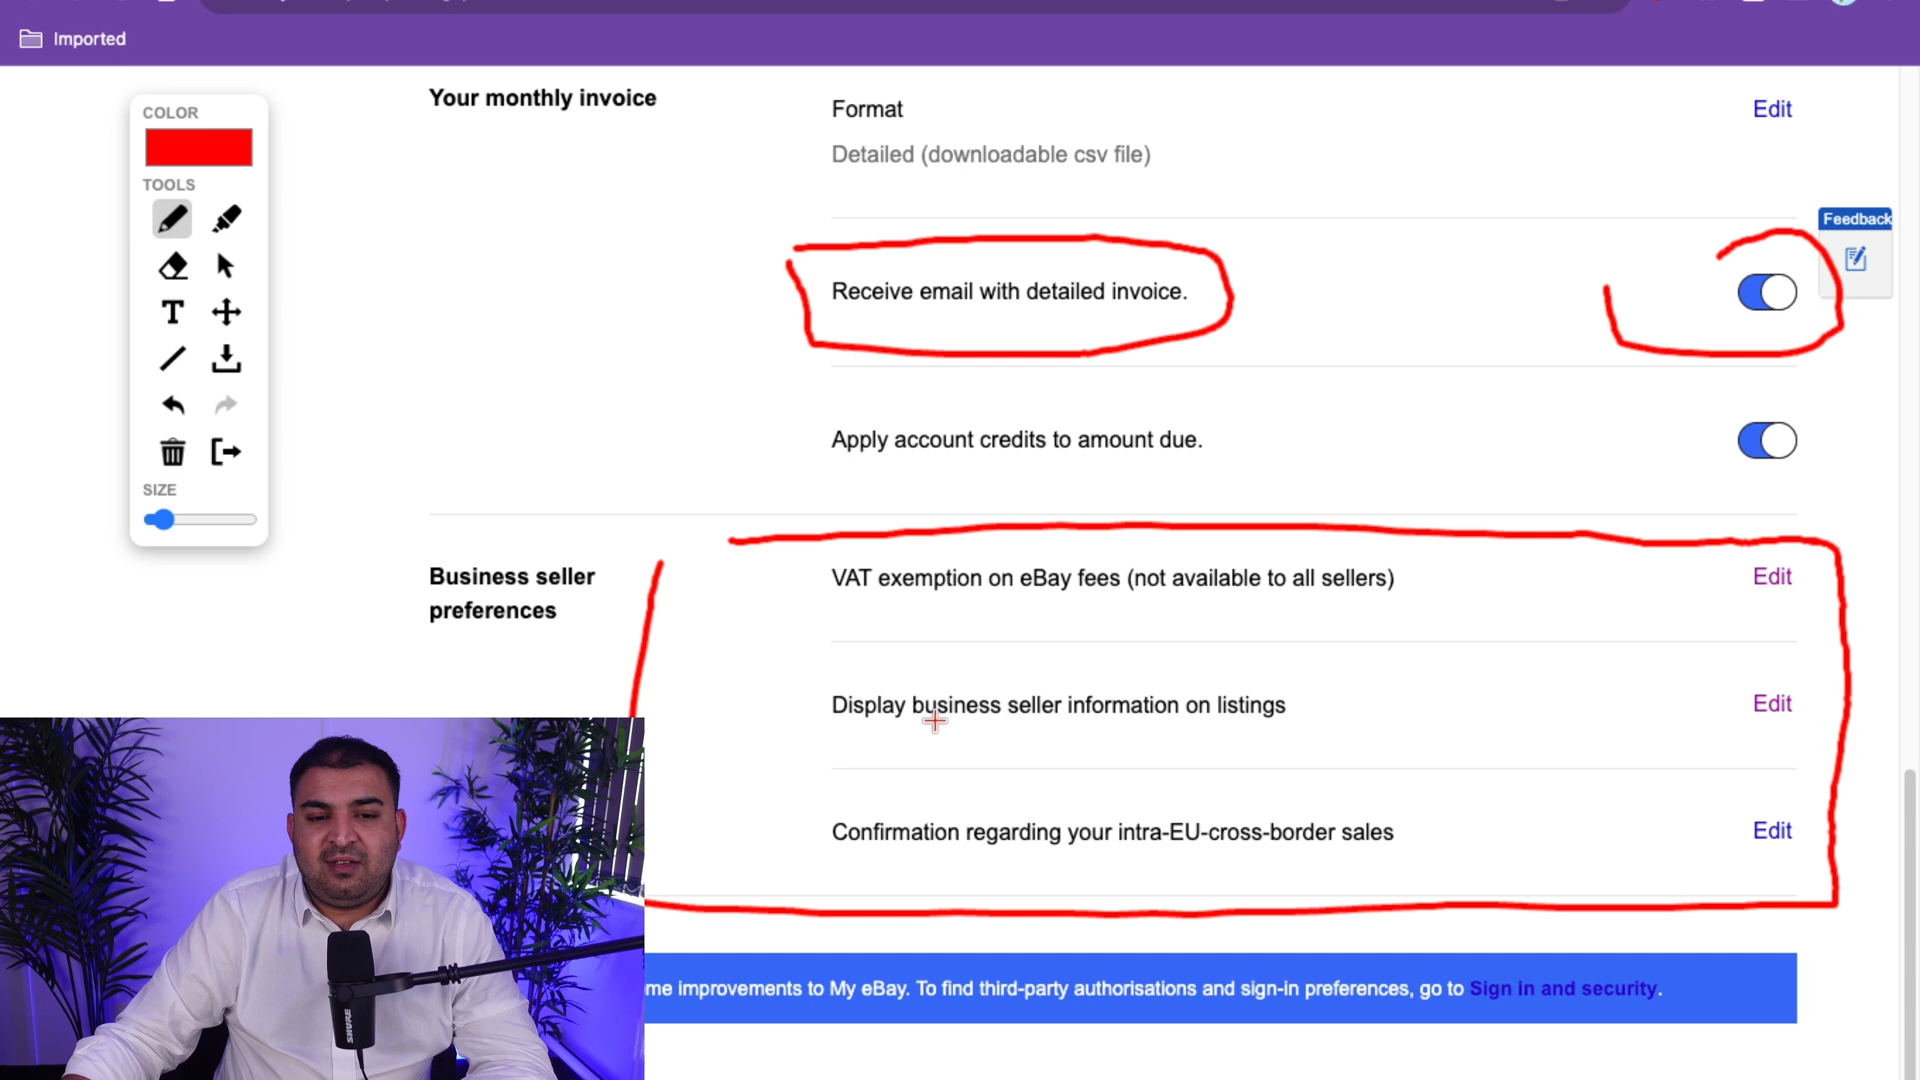 Imported
COLOR
TOOLS
SIZE
Your monthly invoice
Format
Edit
Detailed (downloadable csv file)
Feedback
Receive email with detailed invoice.
Apply account credits to amount due.
Business seller
preferences
VAT exemption on eBay fees (not available to all sellers)
Edit
Display business seller information on listings
Edit
Confirmation regarding your intra-EU-cross-border sales
Edit
improvements to My eBay. To find third-party authorisations and sign-in preferences, go to Sign in and security.
SHURE